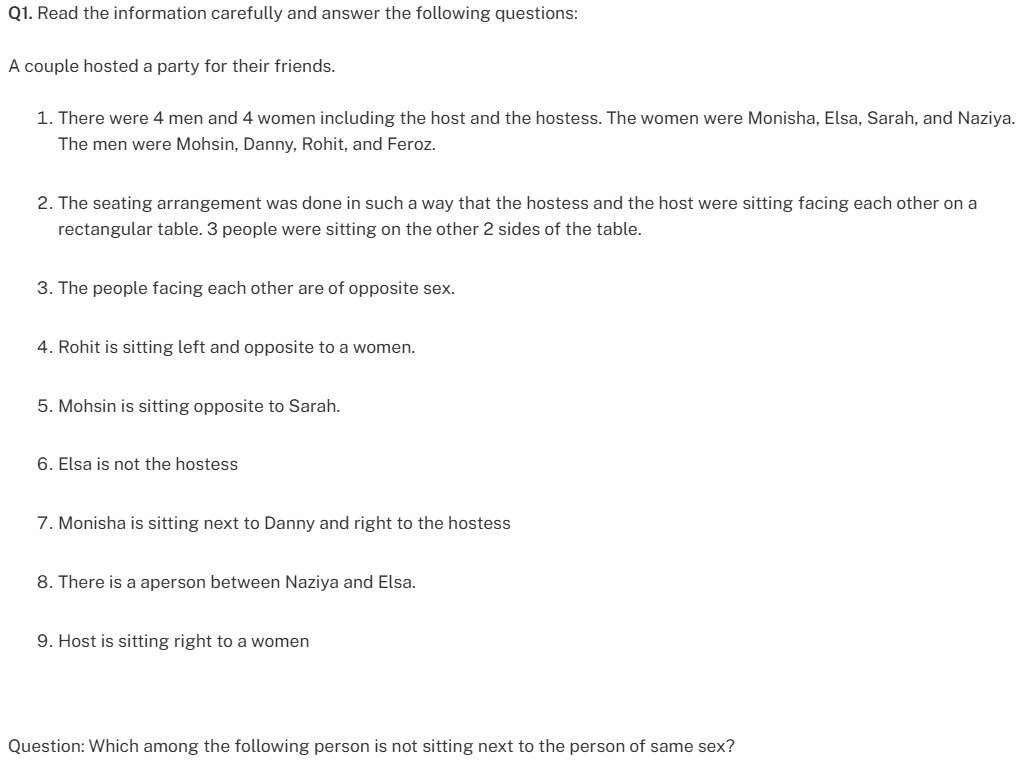 Q1. Read the information carefully and answer the following questions:
A couple hosted a party for their friends.
1. There were 4 men and 4 women including the host and the hostess. The women were Monisha, Elsa, Sarah, and Naziya.
The men were Mohsin, Danny, Rohit, and Feroz.
2. The seating arrangement was done in such a way that the hostess and the host were sitting facing each other on a
rectangular table. 3 people were sitting on the other 2 sides of the table.
3. The people facing each other are of opposite sex.
4. Rohit is sitting left and opposite to a women.
5. Mohsin is sitting opposite to Sarah.
6. Elsa is not the hostess
7. Monisha is sitting next to Danny and right to the hostess
8. There is a aperson between Naziya and Elsa.
9. Host is sitting right to a women
Question: Which among the following person is not sitting next to the person of same sex?